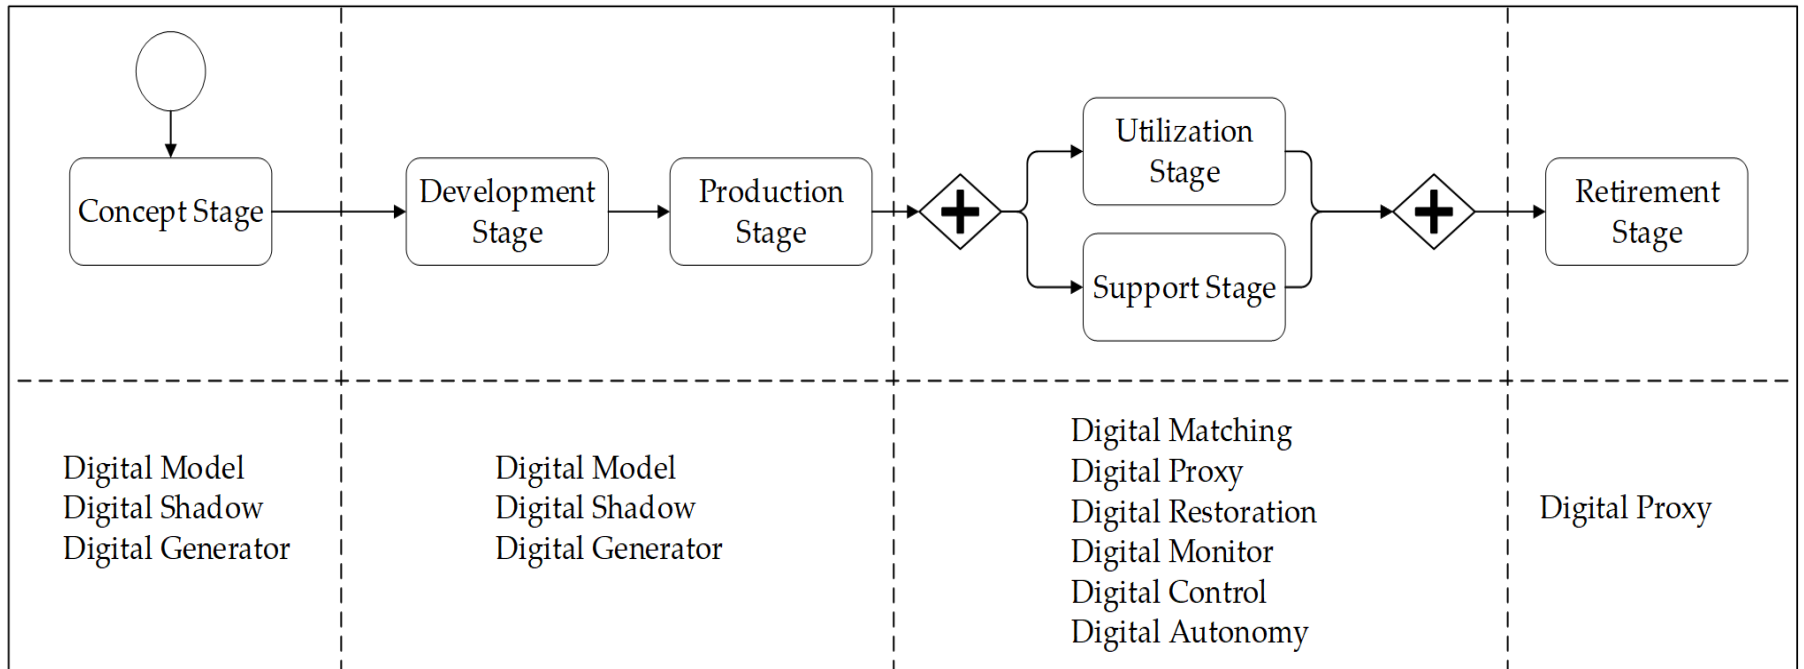 Concept Stage
Development
Stage
Production
Stage
Utilization
Stage
Support Stage
Retirement
Stage
Digital Model
Digital Shadow
Digital Generator
Digital Model
Digital Shadow
Digital Generator
Digital Matching
Digital Proxy
Digital Restoration
Digital Monitor
Digital Control
Digital Autonomy
Digital Proxy